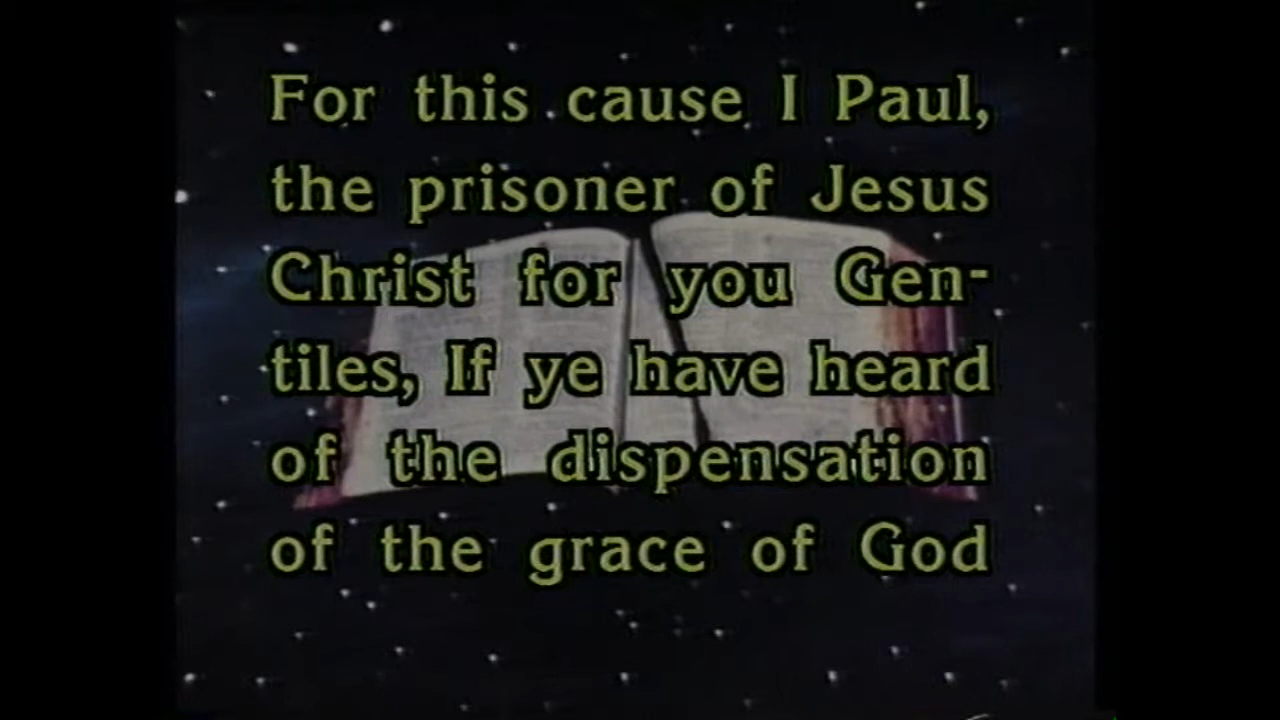 For this cause I Paul,
the prisoner of Jesus
Christ for you Gen-
tiles, If ye have heard
of the dispensation
of the grace of God